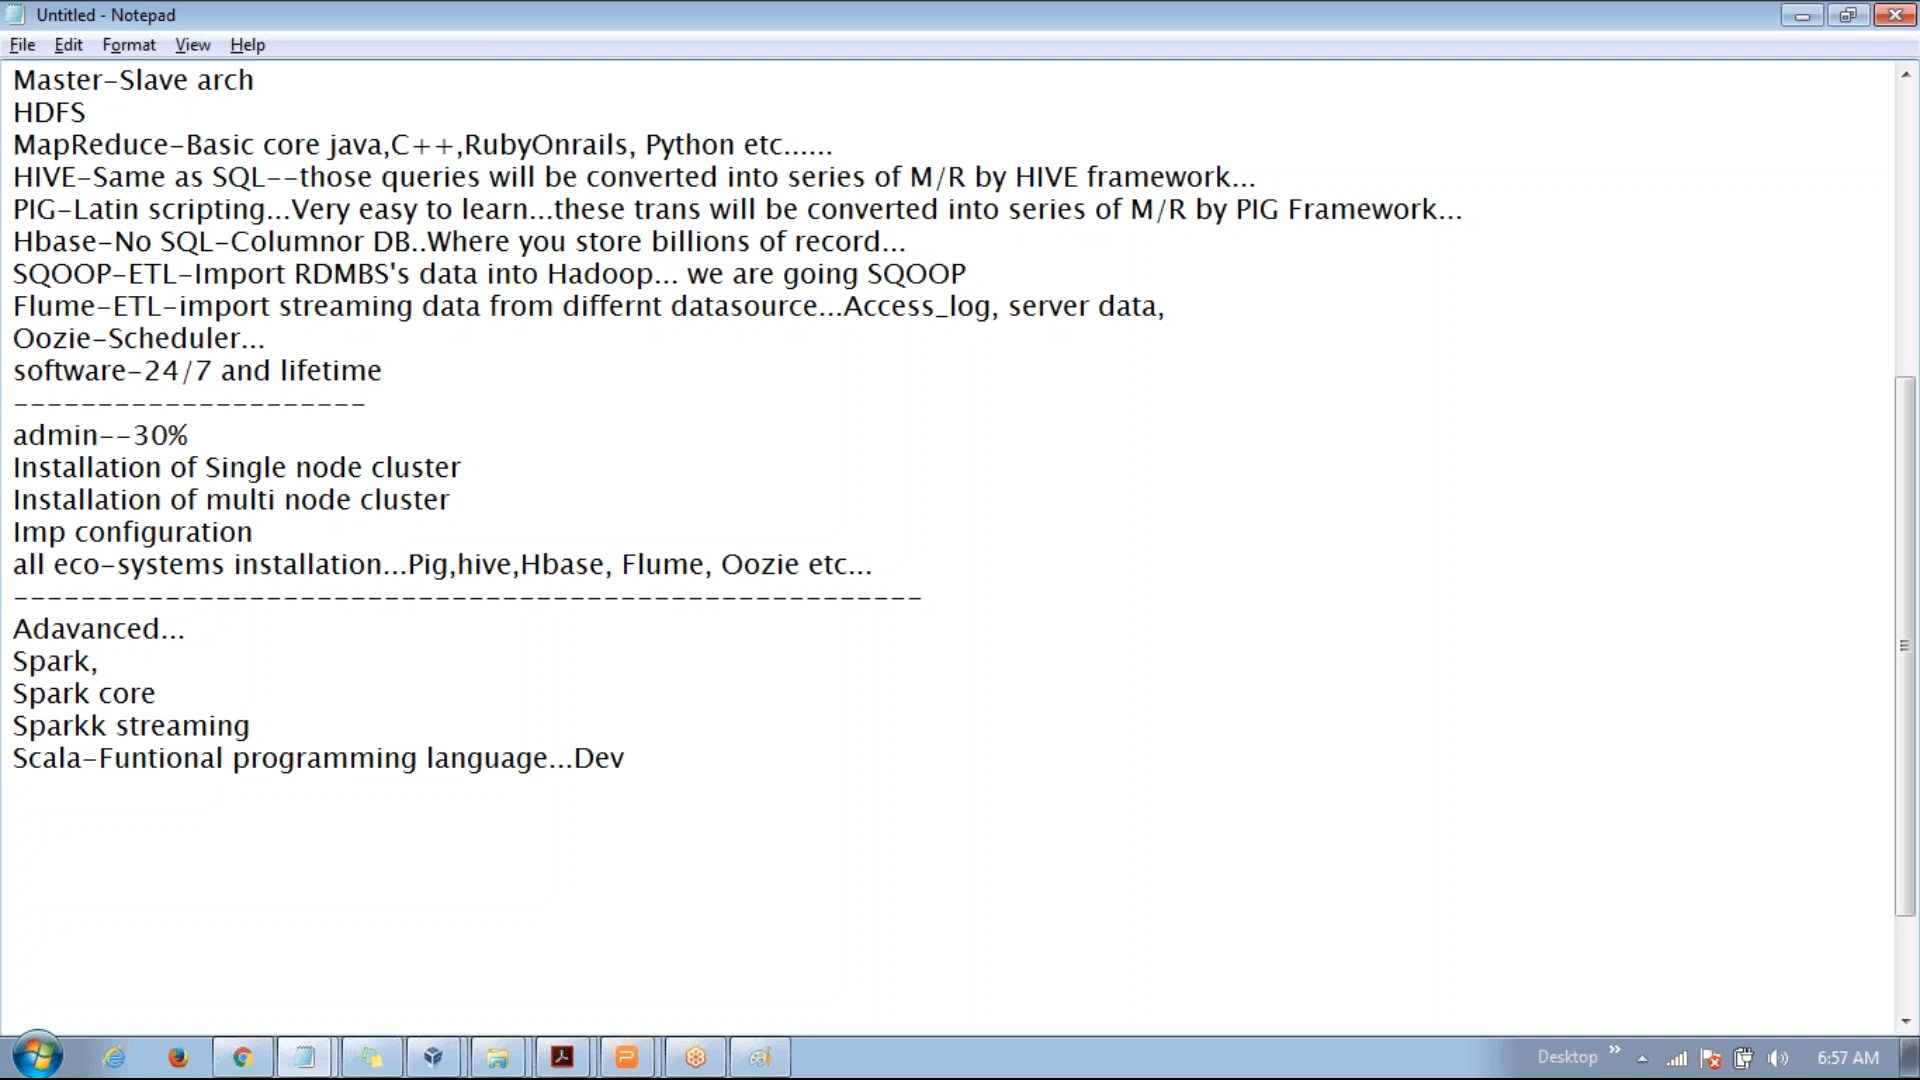 Untitled - Notepad
File Edit Format View Help
Master-Slave arch
HDFS
MapReduce-Basic core java,C++,RubyOnrails, Python etc......
HIVE-Same as SQL--those queries will be converted into series of M/R by HIVE framework...
PIG-Latin scripting...Very easy to learn...these trans will be converted into series of M/R by PIG Framework...
Hbase-No SQL-Columnor DB..Where you store billions of record...
SQOOP-ETL-Import RDMBS's data into Hadoop... we are going SQOOP
Flume-ETL-import streaming data from differnt datasource...Access_log, server data,
Oozie-Scheduler...
software-24/7 and lifetime
---------------------
admin--30%
Installation of Single node cluster
Installation of multi node cluster
Imp configuration
all eco-systems installation...Pig,hive,Hbase, Flume, Oozie etc...
------------------------------------------------------
Adavanced...
Spark,
Spark core
Sparkk streaming
Scala-Funtional programming language...Dev
Desktop » 6:57 AM